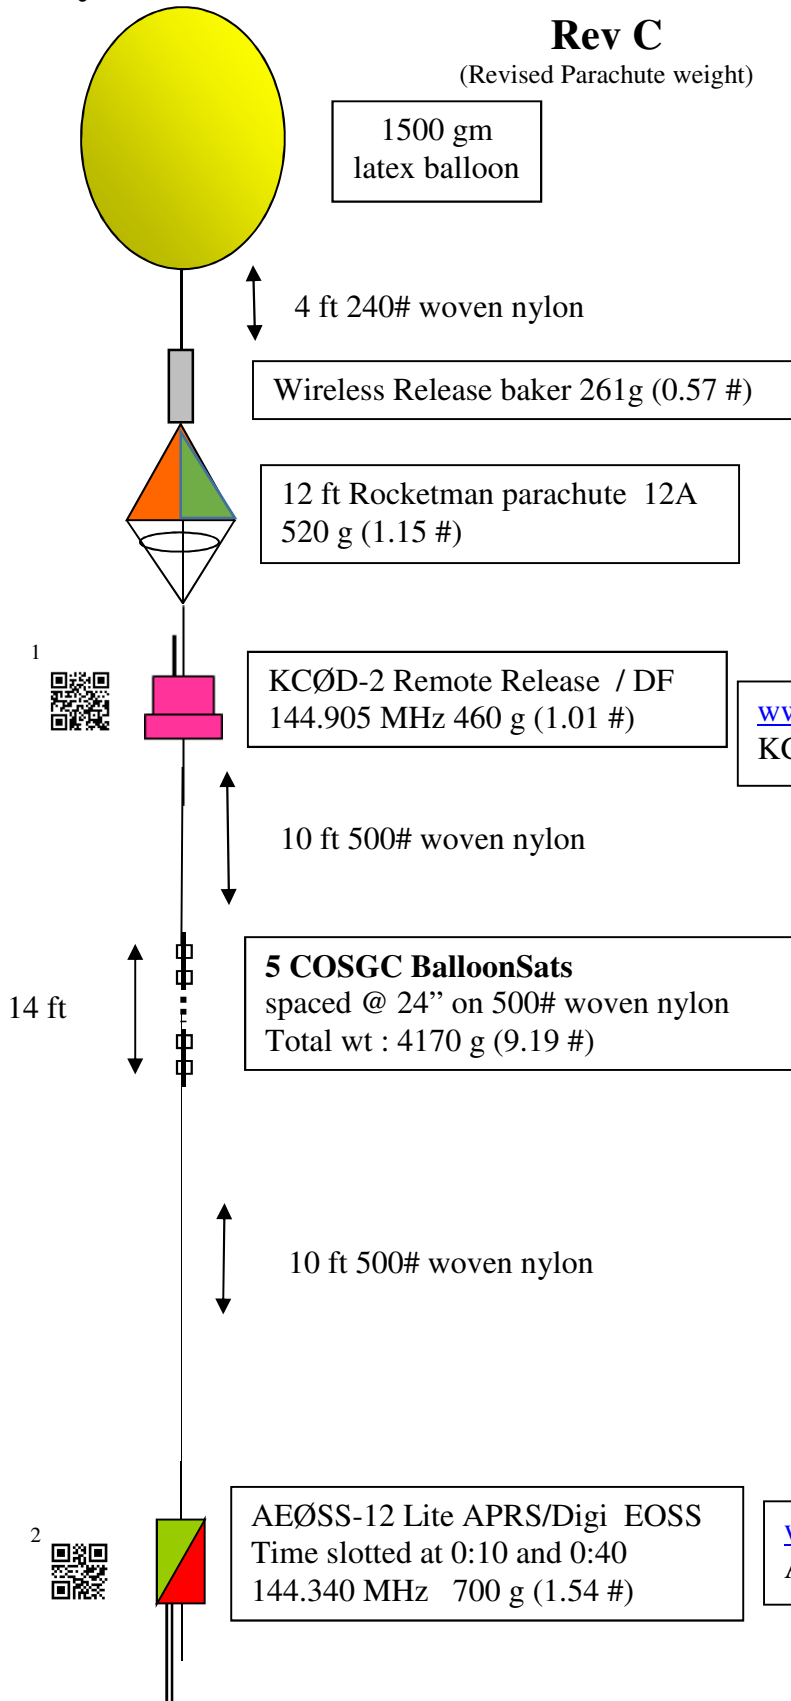 Rev C
(Revised Parachute weight)
1500 gm
latex balloon
4 ft 240# woven nylon
Wireless Release baker 261g (0.57 #)
12 ft Rocketman parachute  12A
520 g (1.15 #)
1
KCØD-2 Remote Release  / DF
144.905 MHz 460 g (1.01 #)
KC
10 ft 500# woven nylon
14 ft
5 COSGC BalloonSats
spaced @ 24” on 500# woven nylon
Total wt : 4170 g (9.19 #)
10 ft 500# woven nylon
2
AEØSS-12 Lite APRS/Digi  EOSS
Time slotted at 0:10 and 0:40
144.340 MHz   700 g (1.54 #)